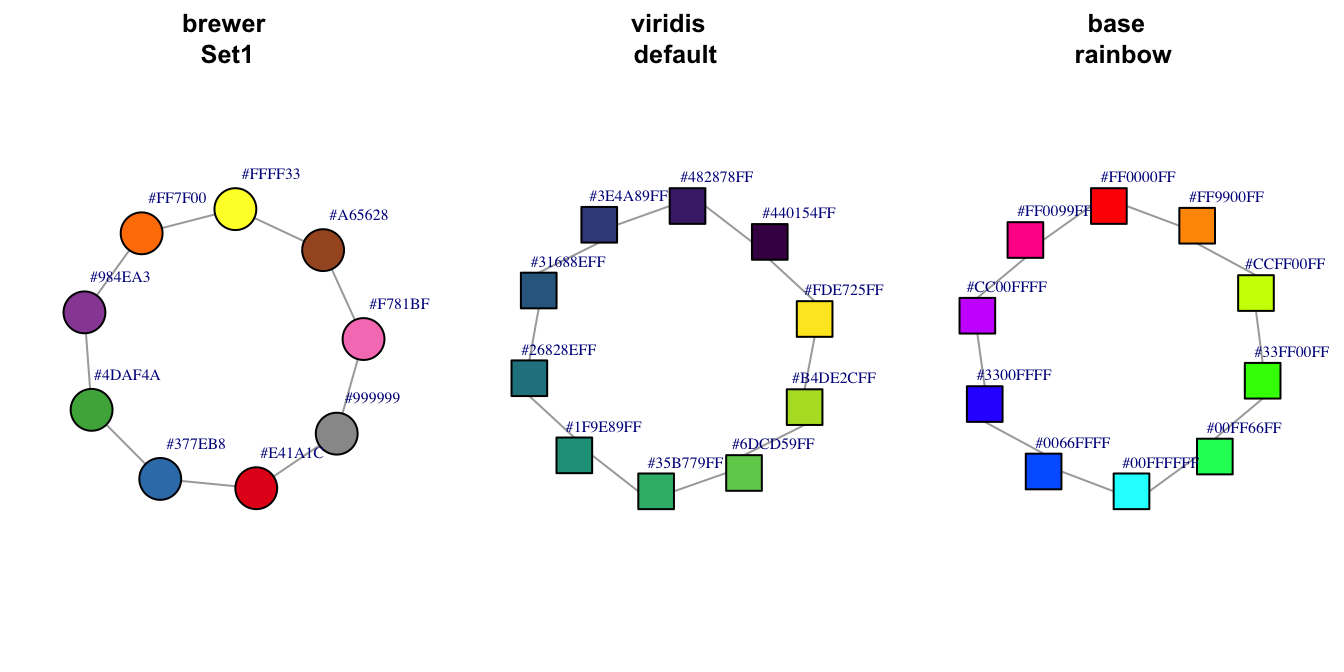 brewer
Set1
#FFFF33
#FF7F00
#A65628
#984EA3
#F781BF
#4DAF4A
#999999
#377EB8
#E41A1C
viridis
default
#482878FF
#3E4A89FF
#440154FF
#31688EFF
#FDE725FF
#26828EFF
#B4DE2CFF
#1F9E89FF
#6DCD59FF
#35B779FF
base
rainbow
#FF0000FF
#FF9900FF
#FF0099FF
#CCFF00FF
#CC00FFFF
#33FF00FF
#3300FFFF
#00FF66FF
#0066FFFF
#00FFFFFF